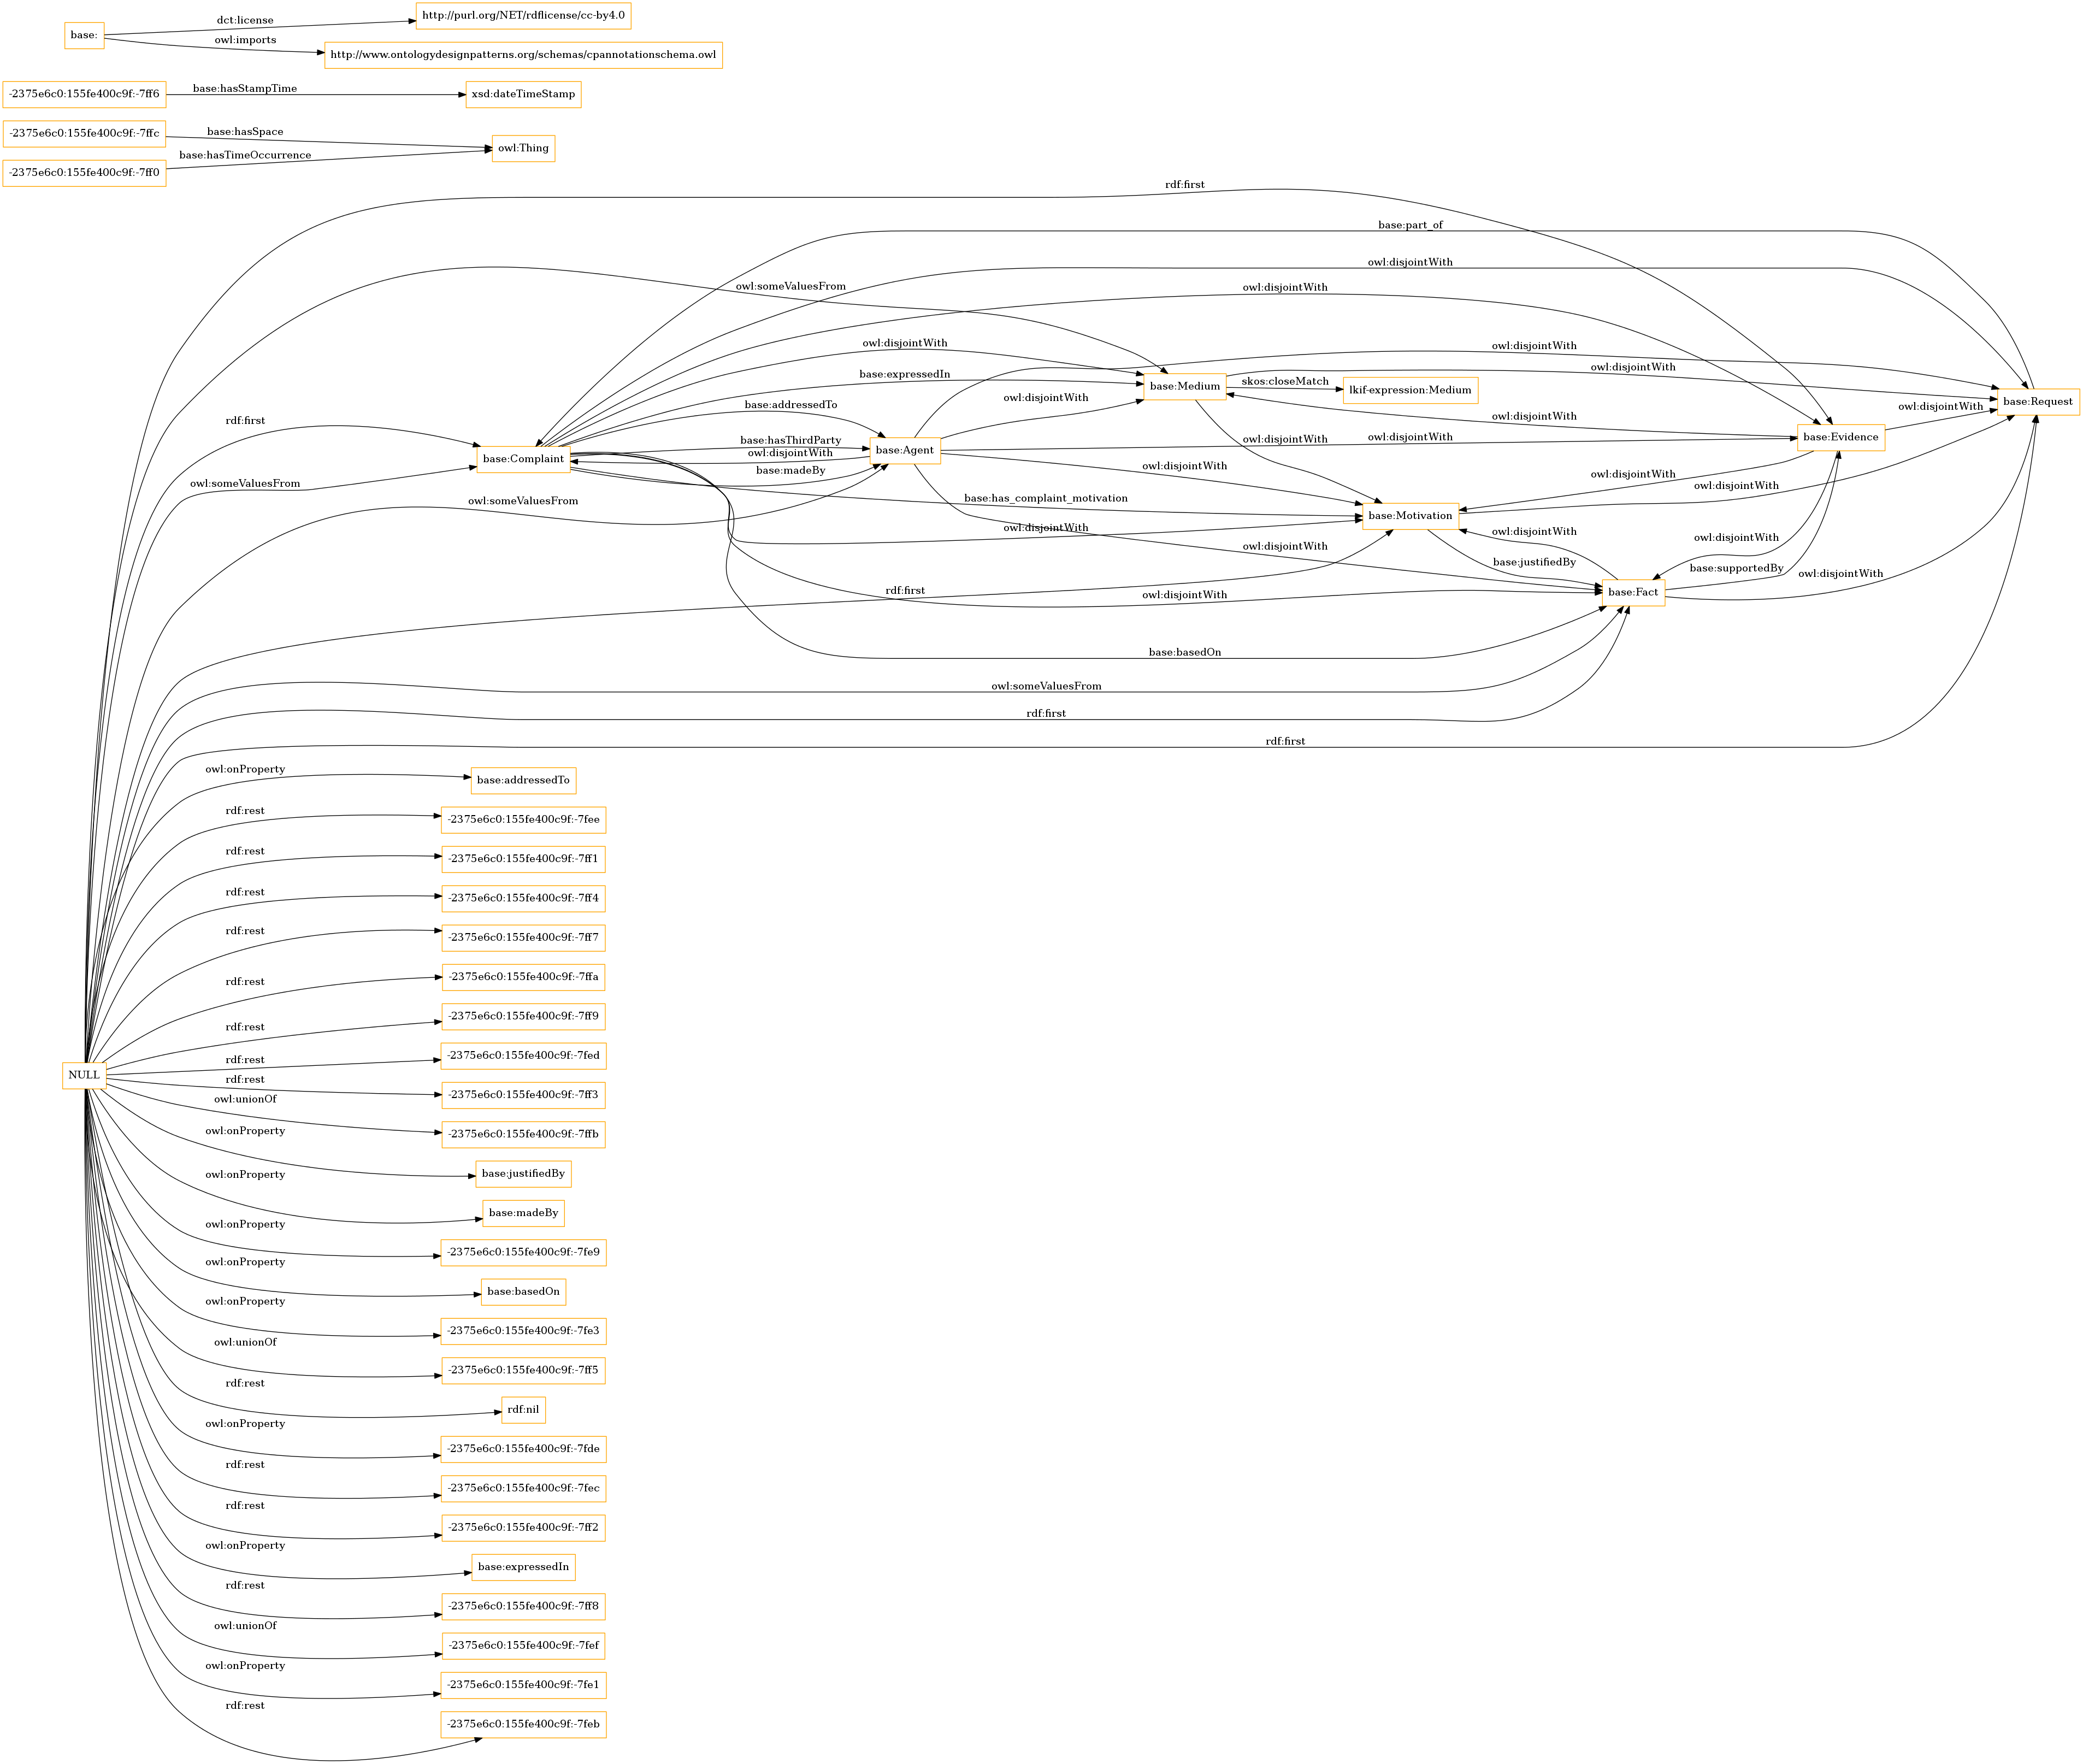 dct:license
http://purl.org/NET/rdflicense/cc-by4.0
base:
owl:imports
http://www.ontologydesignpatterns.org/schemas/cpannotationschema.owl
-2375e6c0:155fe400c9f:-7ff6
base:hasStampTime
xsd:dateTimeStamp
-2375e6c0:155fe400c9f:-7ffc
base:hasSpace
owl:Thing
base:hasTimeOccurrence
-2375e6c0:155fe400c9f:-7ff0
rdf:first
base:part_of
owl:disjointWith
owl:someValuesFrom
owl:disjointWith
owl:disjointWith
owl:disjointWith
base:expressedIn
base:Medium
skos:closeMatch
lkif-expression:Medium
owl:disjointWith
base:Request
base:addressedTo
owl:disjointWith
owl:disjointWith
owl:disjointWith
rdf:first
base:Complaint
base:hasThirdParty
owl:disjointWith
base:Agent
owl:disjointWith
owl:disjointWith
base:Evidence
base:madeBy
owl:disjointWith
owl:disjointWith
owl:someValuesFrom
owl:someValuesFrom
base:has_complaint_motivation
base:Motivation
owl:disjointWith
owl:disjointWith
owl:disjointWith
owl:disjointWith
owl:disjointWith
base:justifiedBy
base:supportedBy
owl:disjointWith
rdf:first
owl:disjointWith
base:Fact
base:basedOn
owl:someValuesFrom
rdf:first
rdf:first
owl:onProperty
base:addressedTo
rdf:rest
-2375e6c0:155fe400c9f:-7fee
rdf:rest
-2375e6c0:155fe400c9f:-7ff1
rdf:rest
-2375e6c0:155fe400c9f:-7ff4
rdf:rest
-2375e6c0:155fe400c9f:-7ff7
rdf:rest
-2375e6c0:155fe400c9f:-7ffa
rdf:rest
-2375e6c0:155fe400c9f:-7ff9
rdf:rest
-2375e6c0:155fe400c9f:-7fed
NULL
rdf:rest
-2375e6c0:155fe400c9f:-7ff3
owl:unionOf
-2375e6c0:155fe400c9f:-7ffb
owl:onProperty
base:justifiedBy
owl:onProperty
base:madeBy
owl:onProperty
-2375e6c0:155fe400c9f:-7fe9
owl:onProperty
base:basedOn
owl:onProperty
-2375e6c0:155fe400c9f:-7fe3
owl:unionOf
-2375e6c0:155fe400c9f:-7ff5
rdf:rest
rdf:nil
owl:onProperty
-2375e6c0:155fe400c9f:-7fde
rdf:rest
-2375e6c0:155fe400c9f:-7fec
rdf:rest
-2375e6c0:155fe400c9f:-7ff2
owl:onProperty
base:expressedIn
rdf:rest
-2375e6c0:155fe400c9f:-7ff8
owl:unionOf
-2375e6c0:155fe400c9f:-7fef
owl:onProperty
-2375e6c0:155fe400c9f:-7fe1
rdf:rest
-2375e6c0:155fe400c9f:-7feb